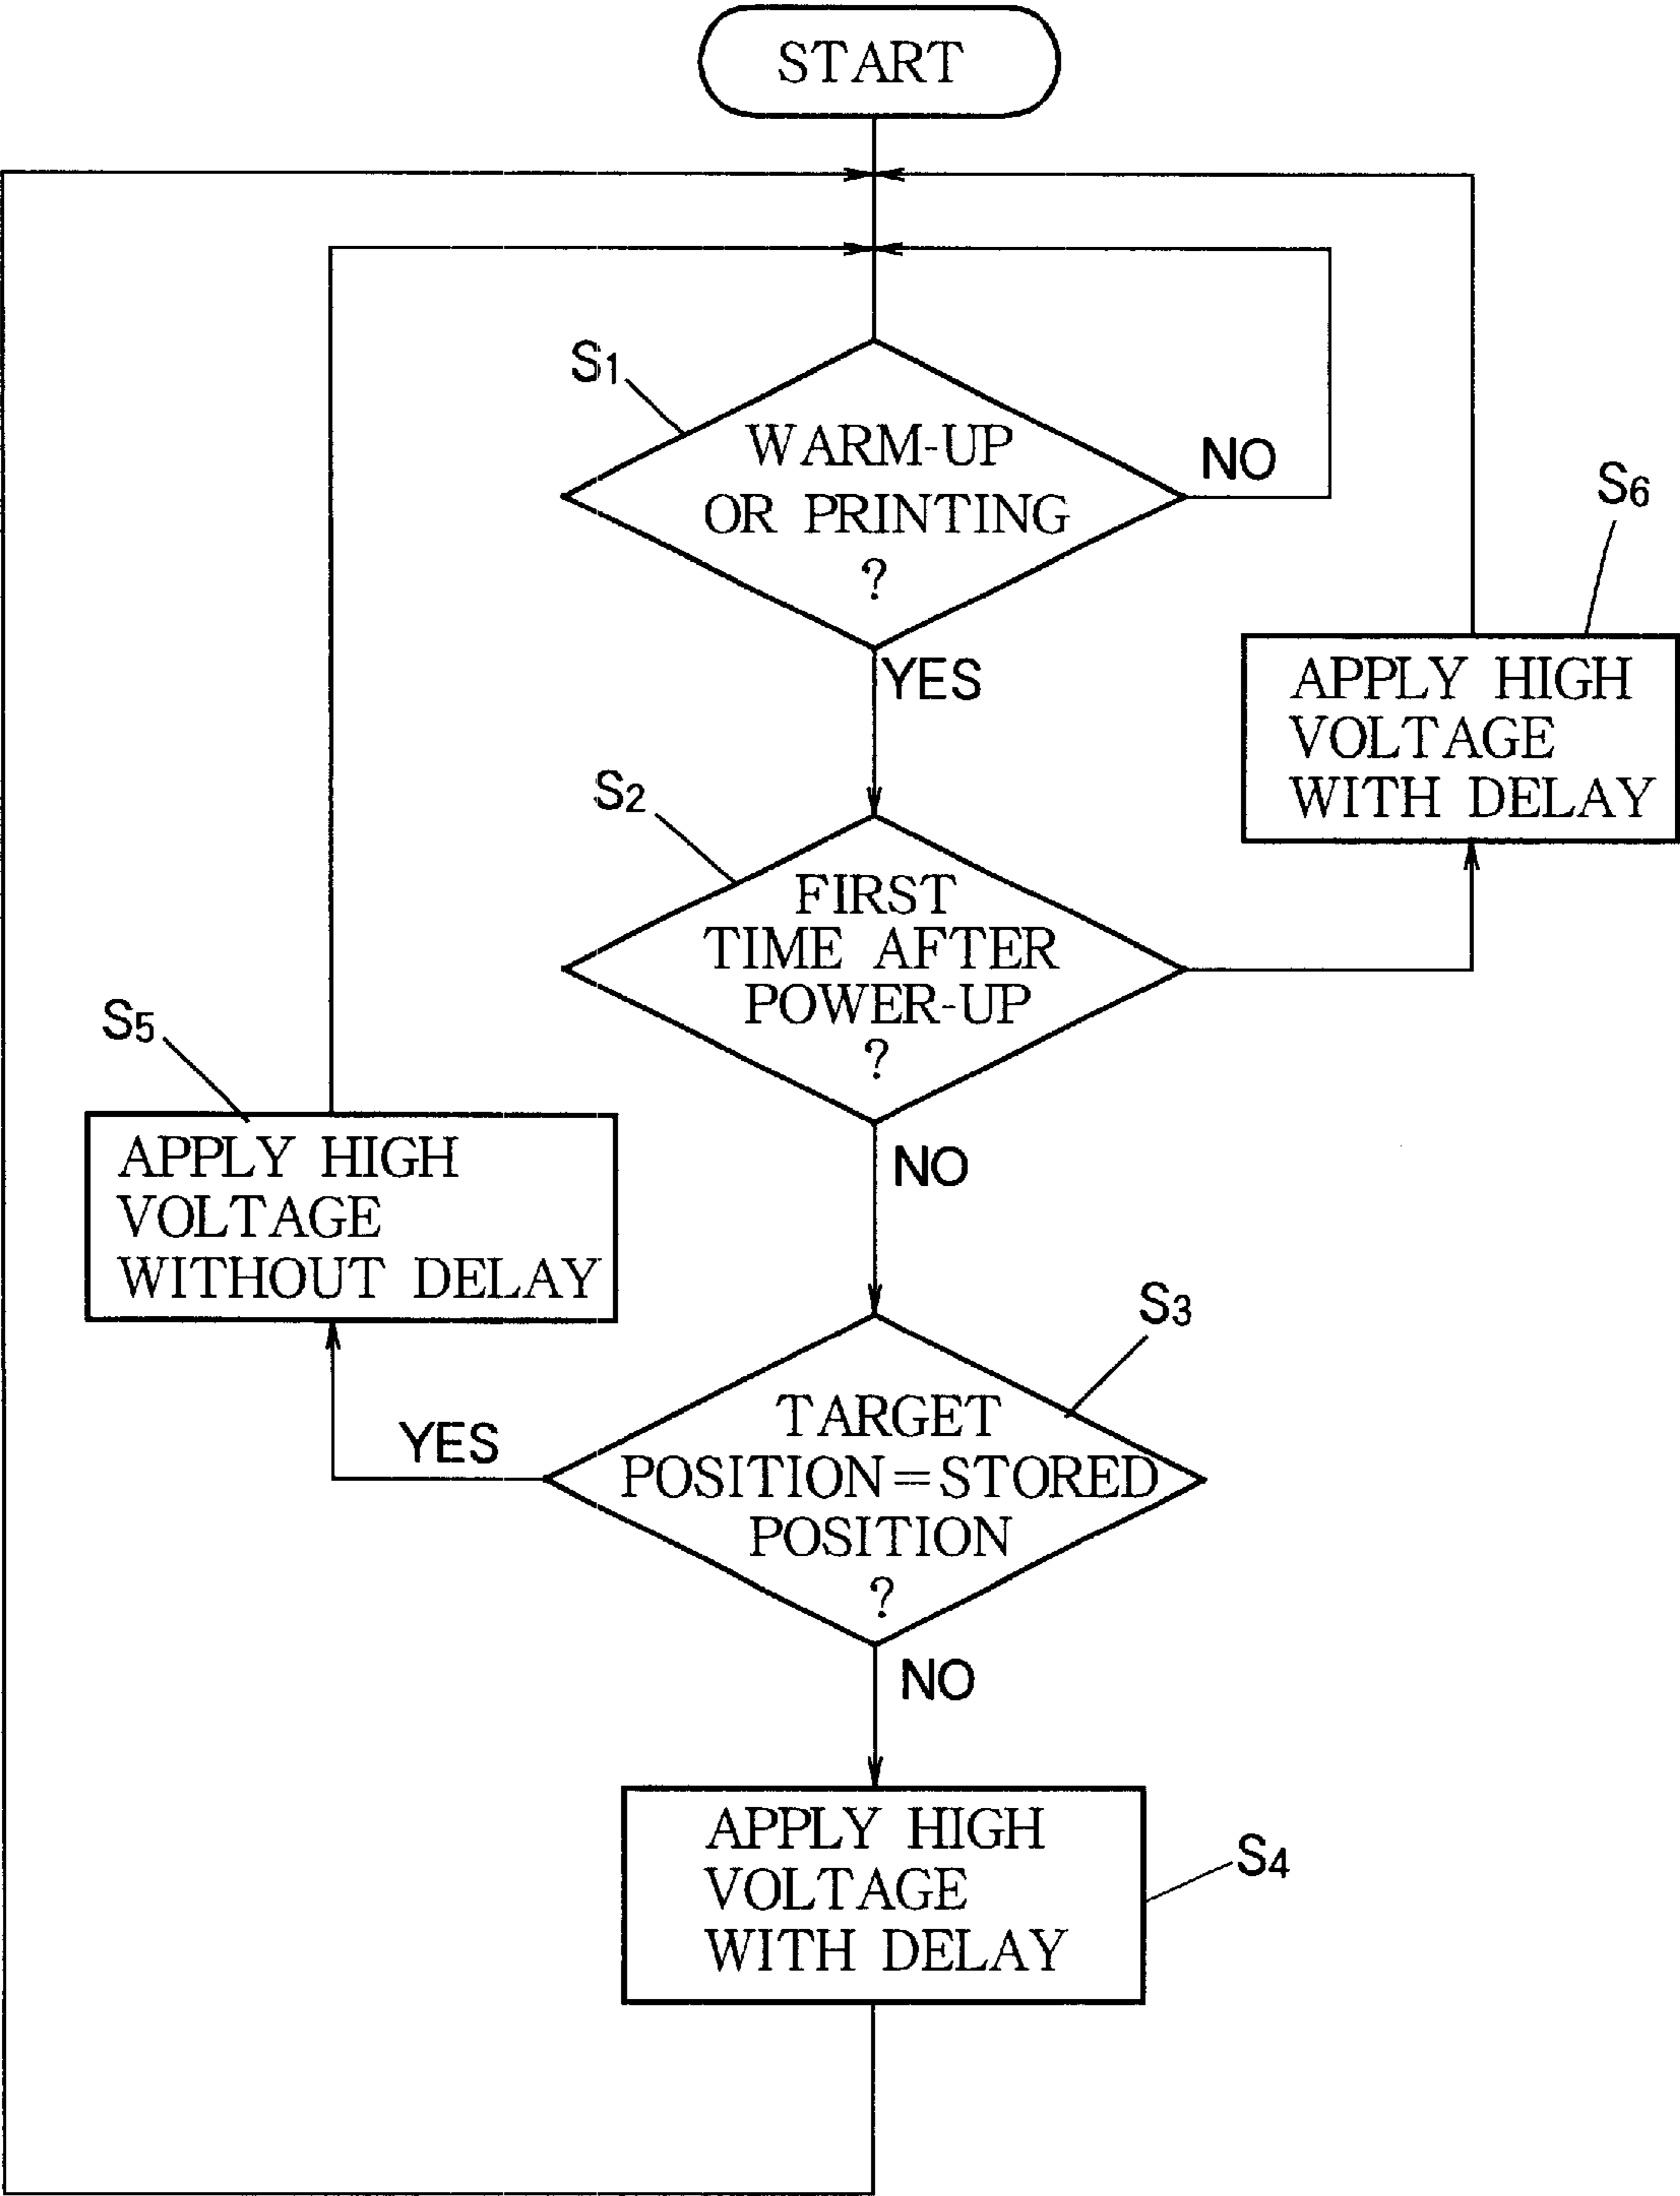 START
S1
WARM-UP
OR PRINTING
?
NO
YES
S6
APPLY HIGH
VOLTAGE
WITH DELAY
S2
FIRST
TIME AFTER
POWER-UP
?
NO
S5
APPLY HIGH
VOLTAGE
WITHOUT DELAY
S3
TARGET
POSITION=STORED
POSITION
?
YES
NO
APPLY HIGH
VOLTAGE
WITH DELAY
S4